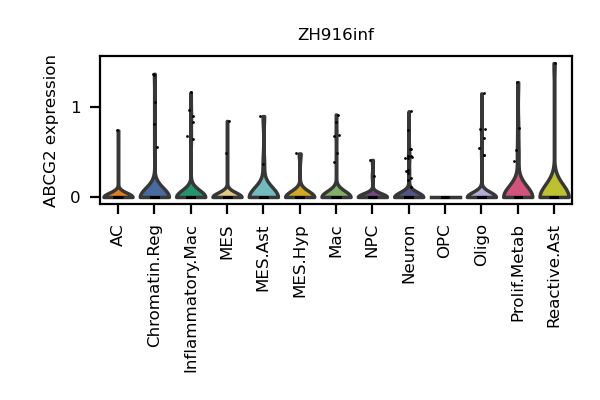 ZH916inf
ABCG2 expression
1
0
AC
Chromatin.Reg
Inflammatory.Mac
MES
MES.Ast
MES.Hyp
Mac
NPC
Neuron
OPC
Oligo
Prolif.Metab
Reactive.Ast